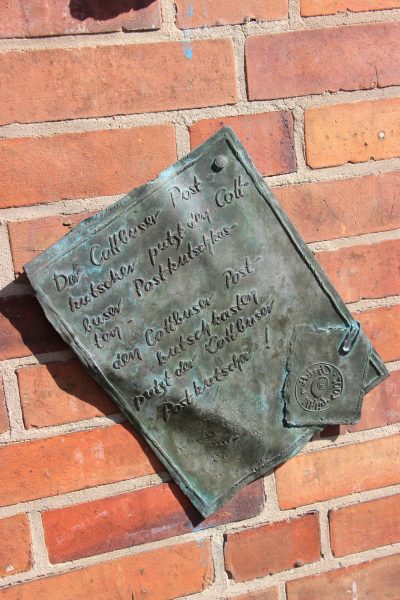 Der Cottbuser Post-
kutscher putzt den Cott-
buser Postkutschkas-
ten -
den Cottbuser Post-
kutschkasten
putzt der Cottbuser
Postkutscher !